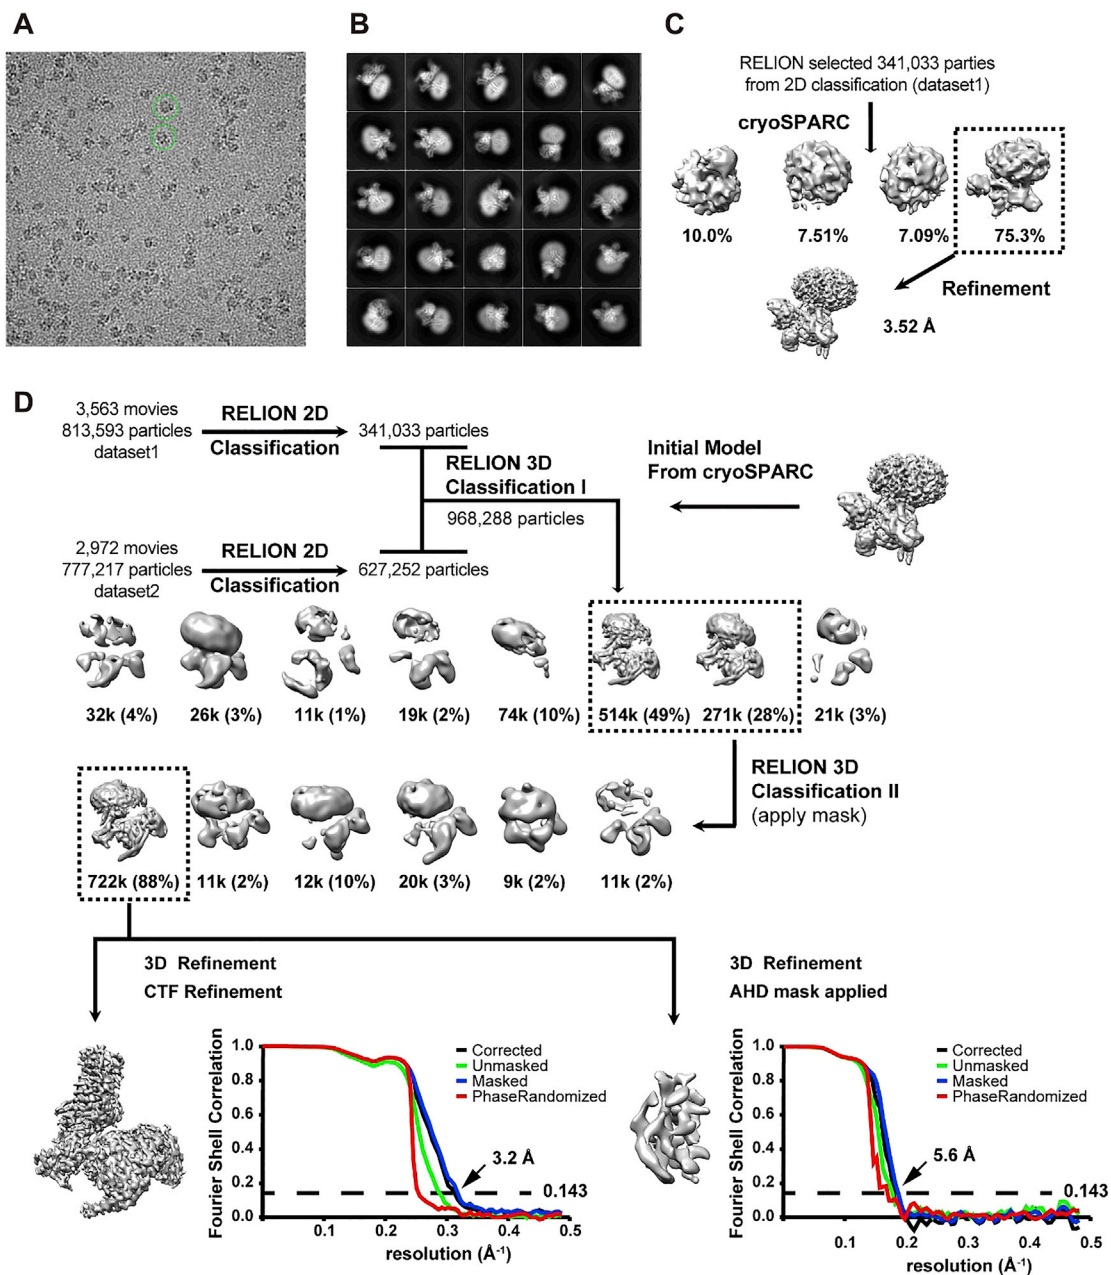 A
B
C
RELION selected 341,033 parties
from 2D classification (dataset1)
cryoSPARC
10.0%
7.51%
7.09%
75.3%
Refinement
3.52 Å
D
3,563 movies
813,593 particles
dataset1
RELION 2D
Classification
341,033 particles
RELION 3D
Classification I
968,288 particles
Initial Model
From cryoSPARC
2,972 movies
777,217 particles
dataset2
RELION 2D
Classification
627,252 particles
32k (4%)
26k (3%)
11k (1%)
19k (2%)
74k (10%)
514k (49%)
271k (28%)
21k (3%)
RELION 3D
Classification II
(apply mask)
722k (88%)
11k (2%)
12k (10%)
20k (3%)
9k (2%)
11k (2%)
3D Refinement
CTF Refinement
3D Refinement
AHD mask applied
Fourier Shell Correlation
1.0
0.8
0.6
0.4
0.2
0.0
Corrected
Unmasked
Masked
PhaseRandomized
3.2 Å
0.143
0.1
0.2
0.3
0.4
0.5
resolution (Å⁻¹)
Fourier Shell Correlation
1.0
0.8
0.6
0.4
0.2
0.0
Corrected
Unmasked
Masked
PhaseRandomized
5.6 Å
0.143
0.1
0.2
0.3
0.4
0.5
resolution (Å⁻¹)